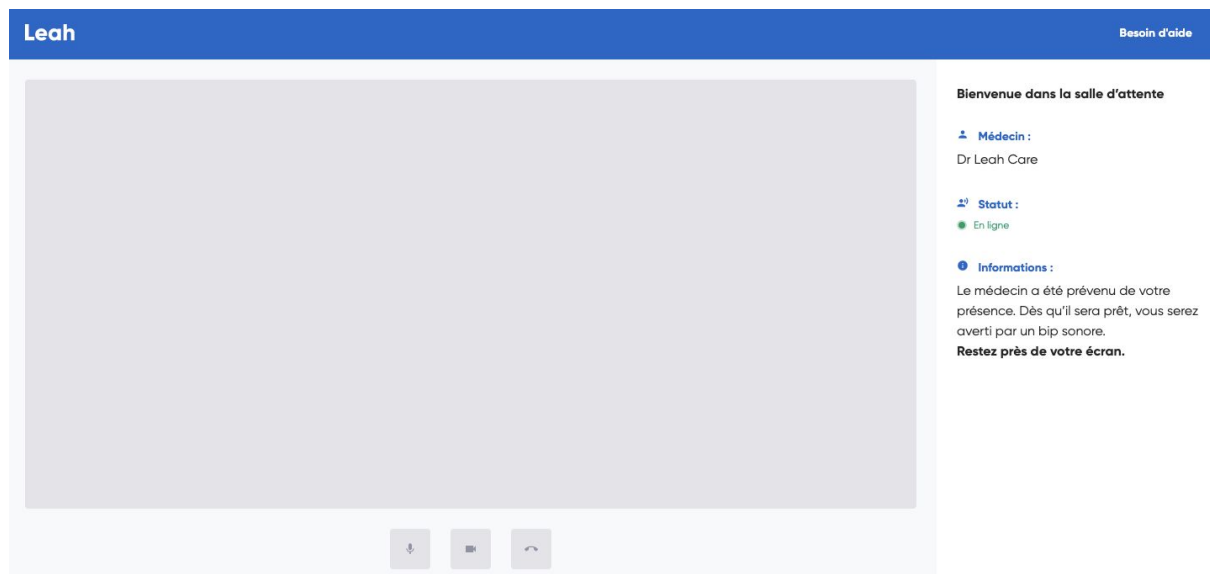 Leah
Besoin d'aide
Bienvenue dans la salle d'attente
Médecin :
Dr Leah Care
Statut :
En ligne
Informations :
Le médecin a été prévenu de votre
présence. Dès qu'il sera prêt, vous serez
averti par un bip sonore.
Restez près de votre écran.